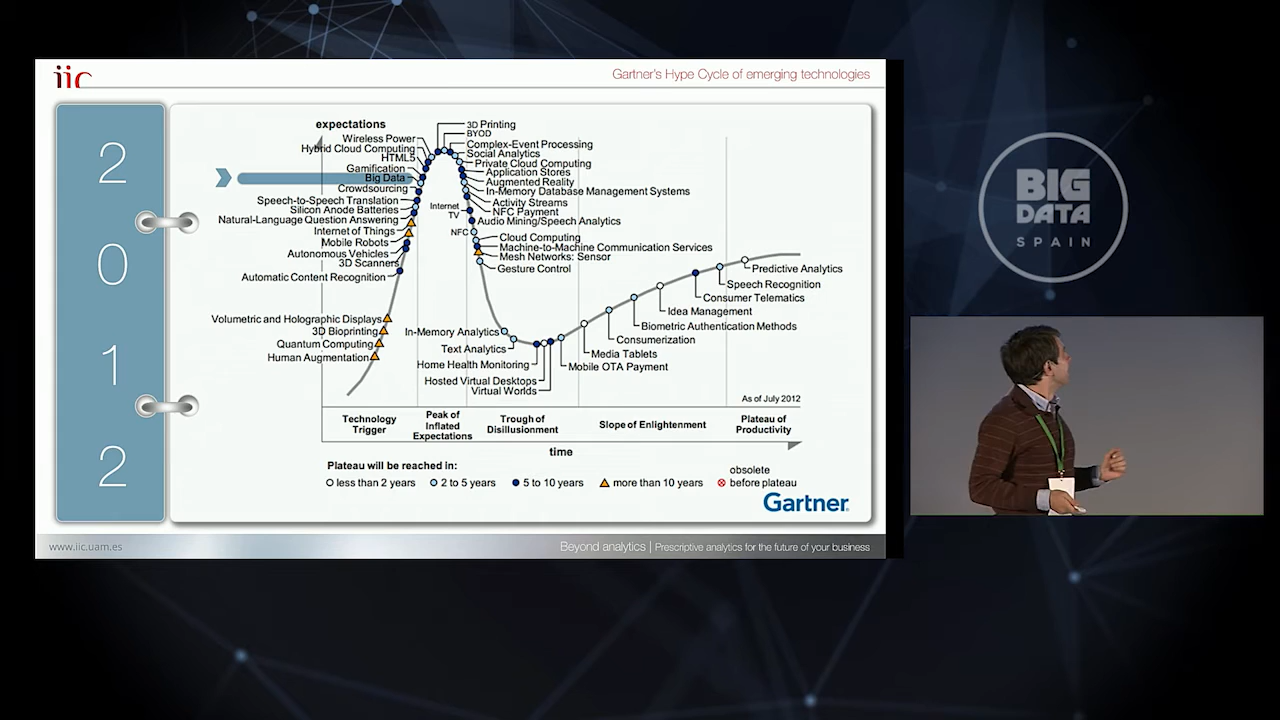 iic
Gartner's Hype Cycle of emerging technologies
2
0
1
2
expectations
Wireless Power
Hybrid Cloud Computing
HTML5
Gamification
Big Data
Crowdsourcing
Speech-to-Speech Translation
Silicon Anode Batteries
Natural-Language Question Answering
Internet of Things
Mobile Robots
Autonomous Vehicles
3D Scanners
Automatic Content Recognition
Volumetric and Holographic Displays
3D Bioprinting
Quantum Computing
Human Augmentation
3D Printing
BYOD
Complex-Event Processing
Social Analytics
Private Cloud Computing
Application Stores
Augmented Reality
In-Memory Database Management Systems
Activity Streams
NFC Payment
Internet
TV
Audio Mining/Speech Analytics
NFC
Cloud Computing
Machine-to-Machine Communication Services
Mesh Networks: Sensor
Gesture Control
In-Memory Analytics
Text Analytics
Home Health Monitoring
Hosted Virtual Desktops
Virtual Worlds
Mobile OTA Payment
Media Tablets
Consumerization
Biometric Authentication Methods
Idea Management
Consumer Telematics
Speech Recognition
Predictive Analytics
As of July 2012
Technology
Trigger
Peak of
Inflated
Expectations
Trough of
Disillusionment
Slope of Enlightenment
Plateau of
Productivity
time
Plateau will be reached in:
less than 2 years
2 to 5 years
5 to 10 years
more than 10 years
obsolete
before plateau
Gartner
www.iic.uam.es
Beyond analytics | Prescriptive analytics for the future of your business
BIG
DATA
SPAIN